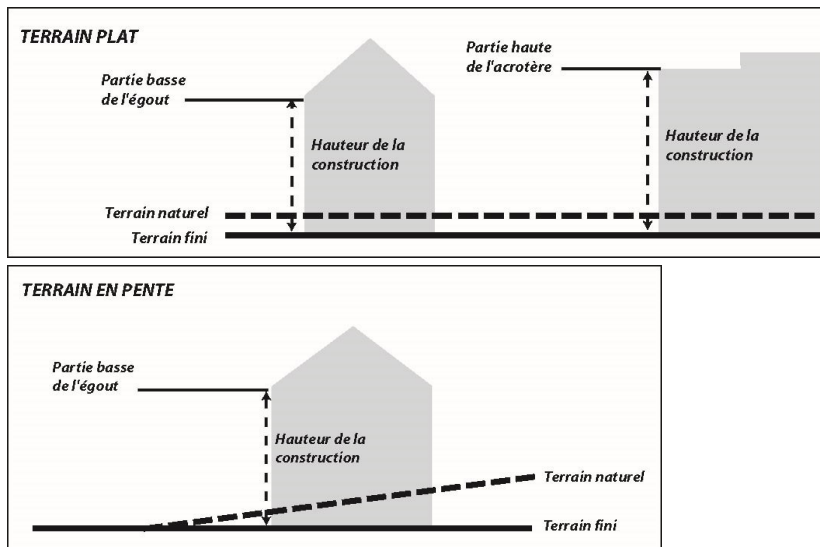 TERRAIN PLAT
Partie basse
de l'égout
Hauteur de la
construction
Partie haute
de l'acrotère
Hauteur de la
construction
Terrain naturel
Terrain fini
TERRAIN EN PENTE
Partie basse
de l'égout
Hauteur de la
construction
Terrain naturel
Terrain fini